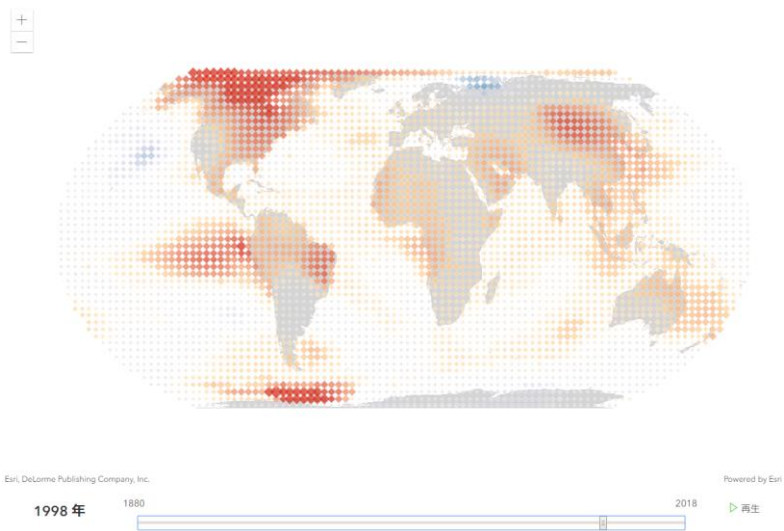 +
−
Esri, DeLorme Publishing Company, Inc.
Powered by Esri
1998 年
1880
2018
再生